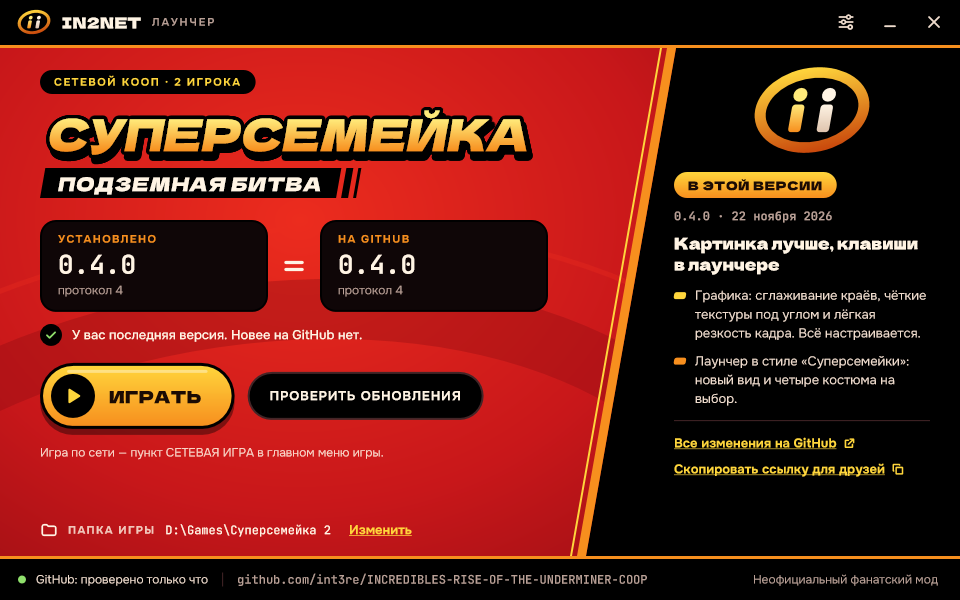 IN2NET ЛАУНЧЕР
СЕТЕВОЙ КООП · 2 ИГРОКА
СУПЕРСЕМЕЙКА
ПОДЗЕМНАЯ БИТВА
УСТАНОВЛЕНО
0.4.0
протокол 4
=
НА GITHUB
0.4.0
протокол 4
У вас последняя версия. Новее на GitHub нет.
ИГРАТЬ
ПРОВЕРИТЬ ОБНОВЛЕНИЯ
Игра по сети — пункт СЕТЕВАЯ ИГРА в главном меню игры.
ПАПКА ИГРЫ D:\Games\Суперсемейка 2 Изменить
ii
В ЭТОЙ ВЕРСИИ
0.4.0 · 22 ноября 2026
Картинка лучше, клавиши
в лаунчере
Графика: сглаживание краёв, чёткие
текстуры под углом и лёгкая
резкость кадра. Всё настраивается.
Лаунчер в стиле «Суперсемейки»:
новый вид и четыре костюма на
выбор.
Все изменения на GitHub
Скопировать ссылку для друзей
GitHub: проверено только что
github.com/int3re/INCREDIBLES-RISE-OF-THE-UNDERMINER-COOP
Неофициальный фанатский мод